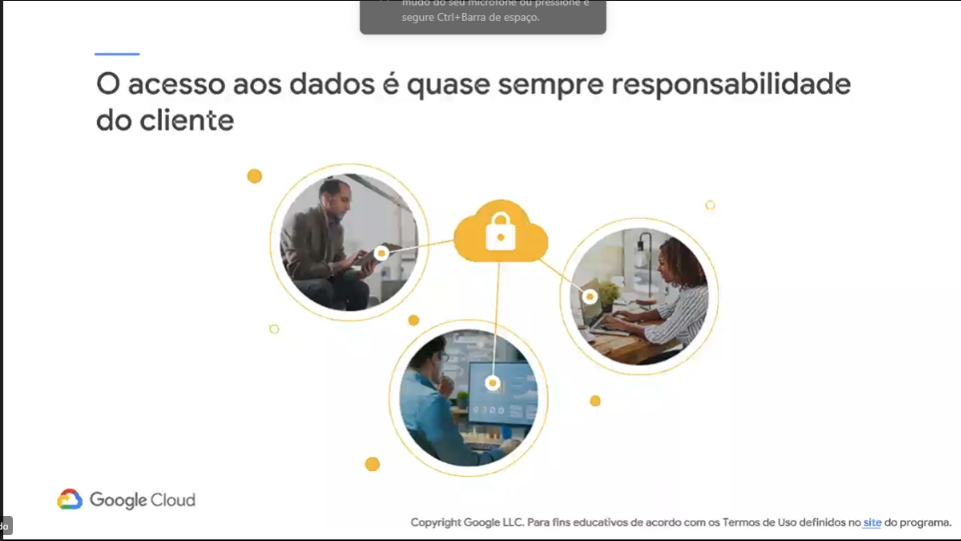 mudo do seu microfone ou pressione e
segure Ctrl+Barra de espaço.
O acesso aos dados é quase sempre responsabilidade
do cliente
Google Cloud
Copyright Google LLC. Para fins educativos de acordo com os Termos de Uso definidos no site do programa.
do